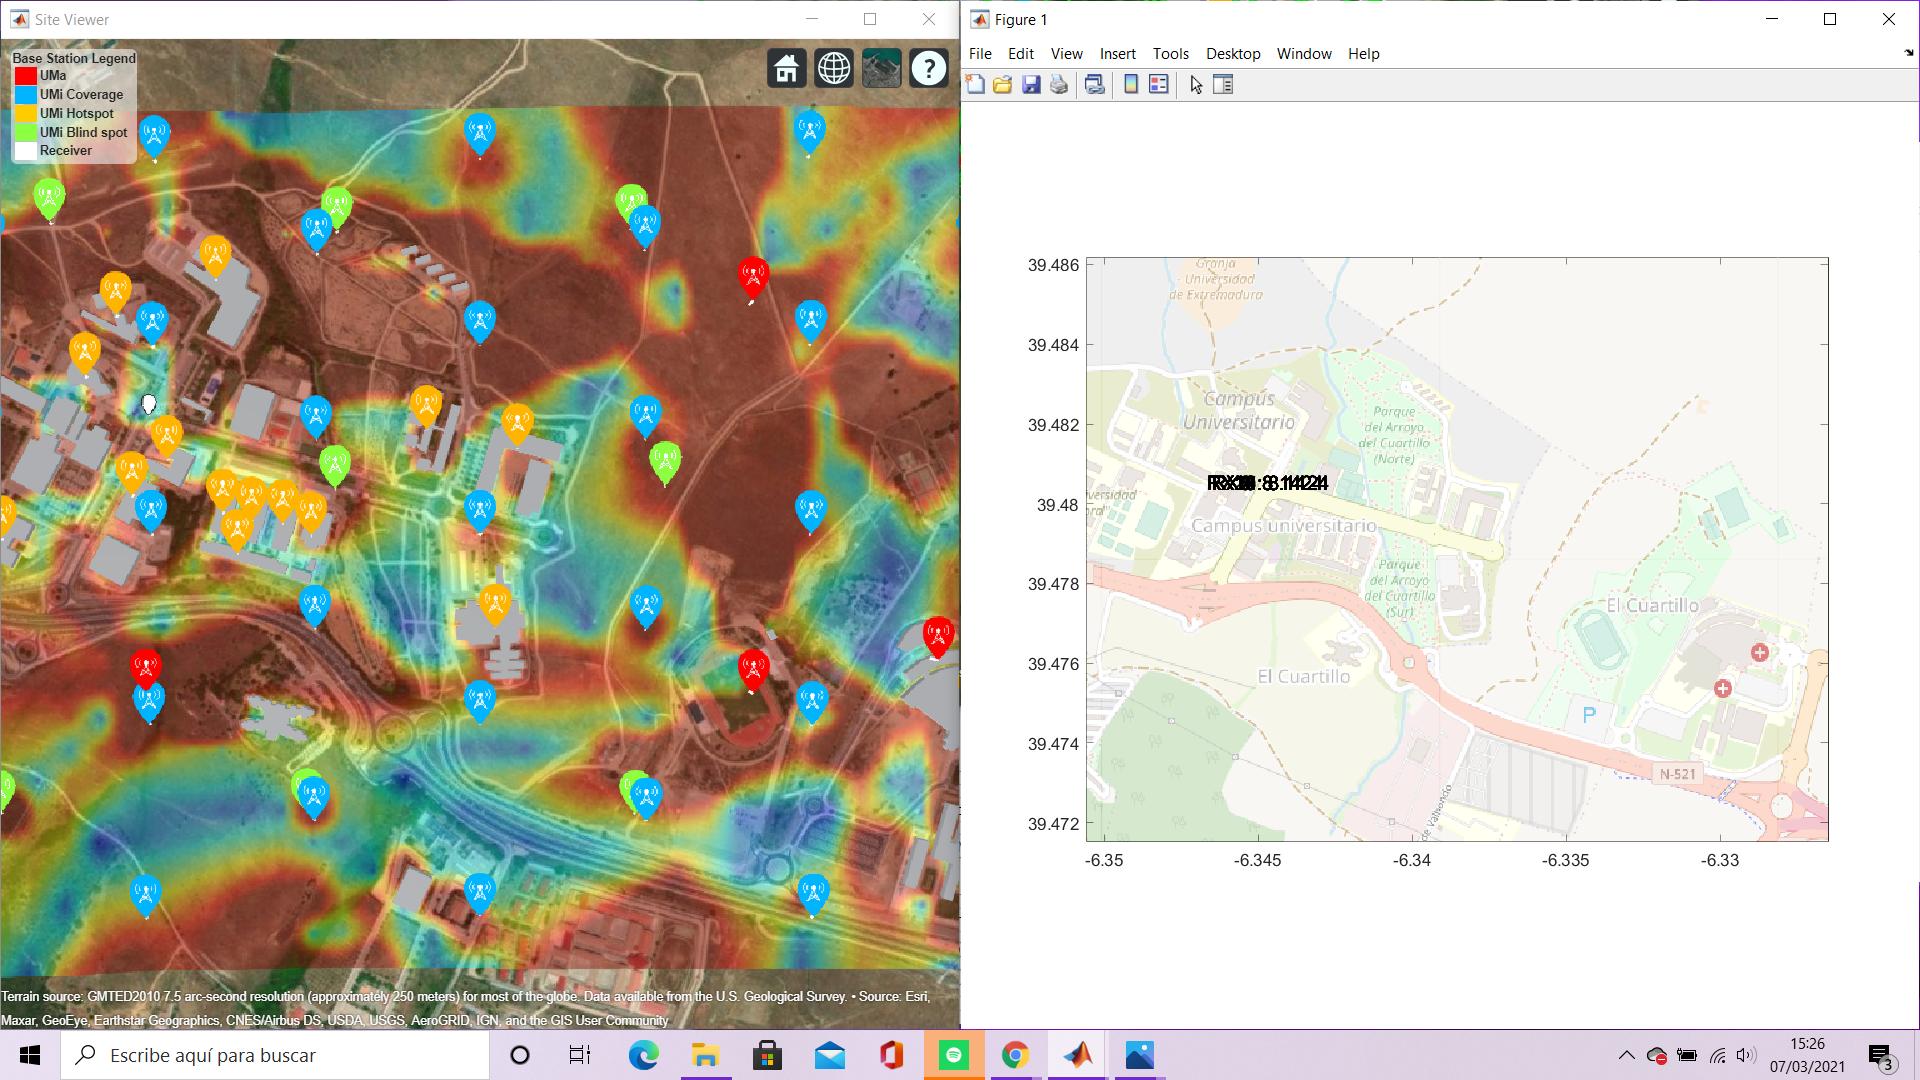 Site Viewer
Base Station Legend
UMa
UMi Coverage
UMi Hotspot
UMi Blind spot
Receiver
?
Terrain source: GMTED2010 7.5 arc-second resolution (approximately 250 meters) for most of the globe. Data available from the U.S. Geological Survey. • Source: Esri,
Maxar, GeoEye, Earthstar Geographics, CNES/Airbus DS, USDA, USGS, AeroGRID, IGN, and the GIS User Community
Figure 1
File Edit View Insert Tools Desktop Window Help
39.486
39.484
39.482
39.48
39.478
39.476
39.474
39.472
-6.35 -6.345 -6.34 -6.335 -6.33
Granja
Universidad
de Extremadura
Campus
Universitario
Parque
del Arroyo
del Cuartillo
(Norte)
Campus universitario
Parque
del Arroyo
del Cuartillo
(Sur)
El Cuartillo
El Cuartillo
P
N-521
Escribe aquí para buscar
15:26
07/03/2021
3